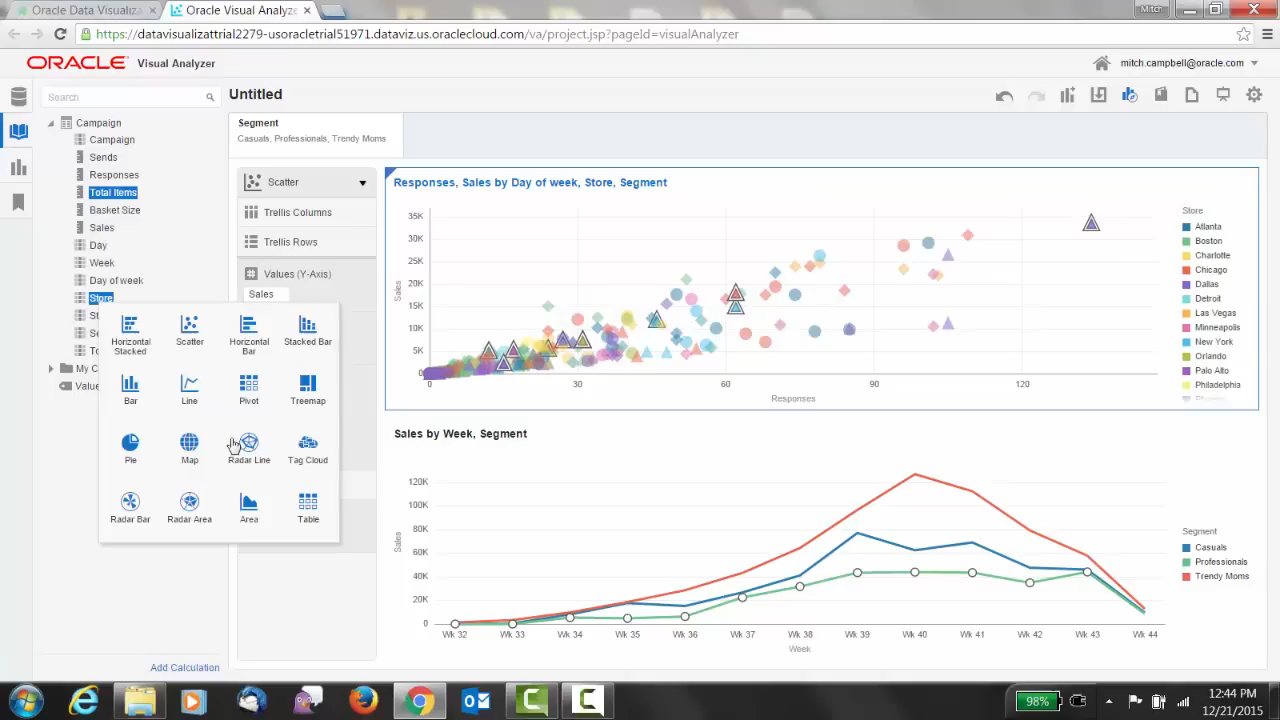 Oracle Data Visualiza
Oracle Visual Analyze
Mitch
https://datavisualizattrial2279-usoracletrial51971.dataviz.us.oraclecloud.com/va/project.jsp?pageId=visualAnalyzer
ORACLE Visual Analyzer
mitch.campbell@oracle.com
Search
Untitled
Campaign
Campaign
Sends
Responses
Total Items
Basket Size
Sales
Day
Week
Day of week
Store
St
Se
To
My C
Value
Add Calculation
Horizontal Stacked
Scatter
Horizontal Bar
Stacked Bar
Bar
Line
Pivot
Treemap
Pie
Map
Radar Line
Tag Cloud
Radar Bar
Radar Area
Area
Table
Segment
Casuals, Professionals, Trendy Moms
Scatter
Trellis Columns
Trellis Rows
Values (Y-Axis)
Sales
Responses, Sales by Day of week, Store, Segment
35K
30K
25K
20K
15K
10K
5K
0
Sales
0 30 60 90 120
Responses
Store
Atlanta
Boston
Charlotte
Chicago
Dallas
Detroit
Las Vegas
Minneapolis
New York
Orlando
Palo Alto
Philadelphia
Sales by Week, Segment
120K
100K
80K
60K
40K
20K
0
Sales
Wk 32 Wk 33 Wk 34 Wk 35 Wk 36 Wk 37 Wk 38 Wk 39 Wk 40 Wk 41 Wk 42 Wk 43 Wk 44
Week
Segment
Casuals
Professionals
Trendy Moms
98%
12:44 PM
12/21/2015